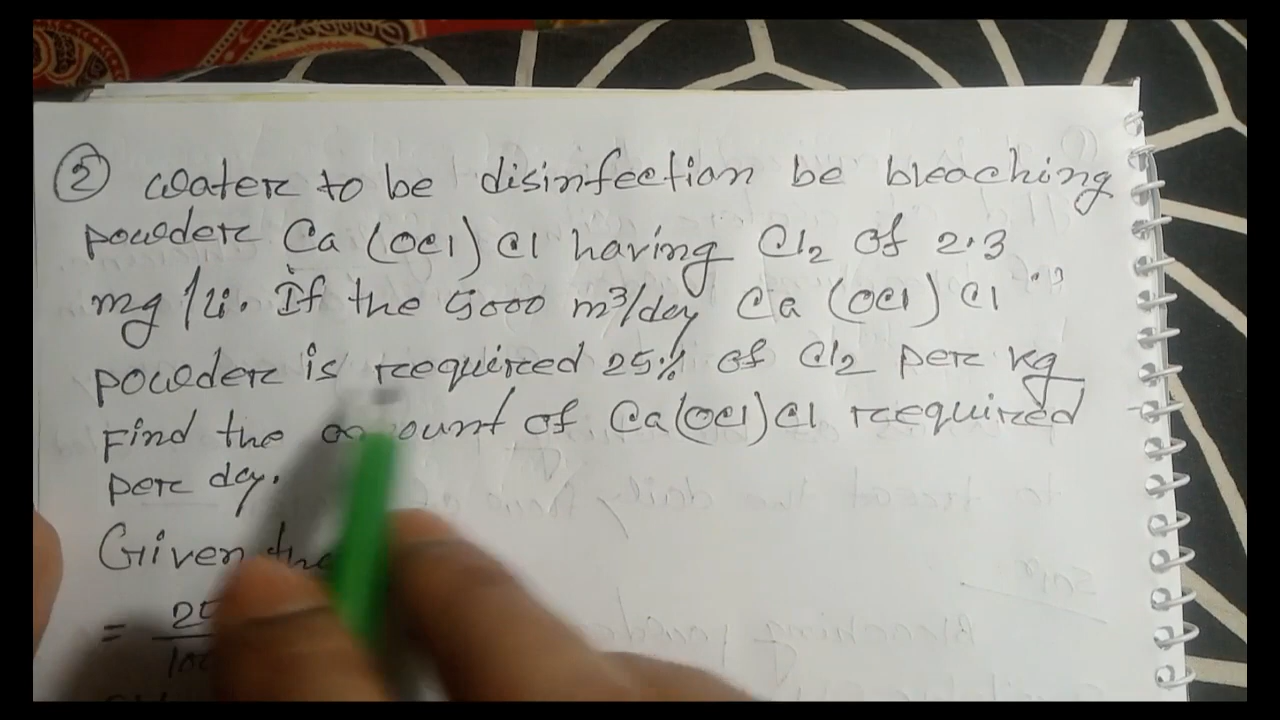 ② Water to be disinfection be bleaching
powder Ca (OCl) Cl having Cl2 of 2.3
mg/li. If the 5000 m³/day Ca (OCl) Cl
powder is required 25% of Cl2 per kg
Find the amount of Ca(OCl)Cl required
per day.
Given
=